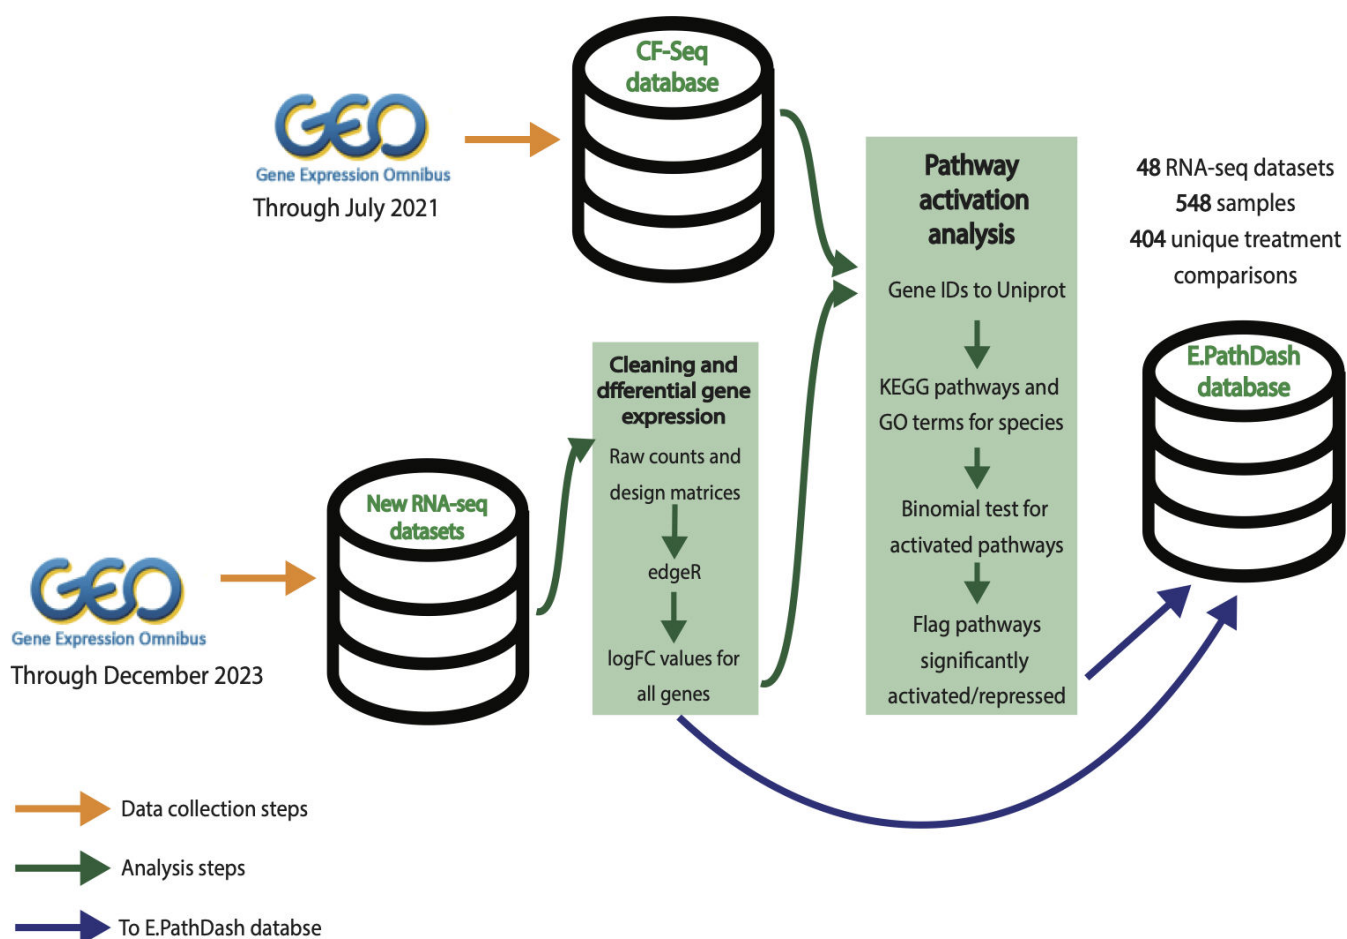 CF-Seq
database
GEO
Gene Expression Omnibus
Through July 2021
Pathway
activation
analysis
Gene IDs to Uniprot
KEGG pathways and
GO terms for species
Binomial test for
activated pathways
Flag pathways
significantly
activated/repressed
48 RNA-seq datasets
548 samples
404 unique treatment
comparisons
E.PathDash
database
Cleaning and
dfferential gene
expression
Raw counts and
design matrices
edgeR
logFC values for
all genes
New RNA-seq
datasets
GEO
Gene Expression Omnibus
Through December 2023
Data collection steps
Analysis steps
To E.PathDash databse